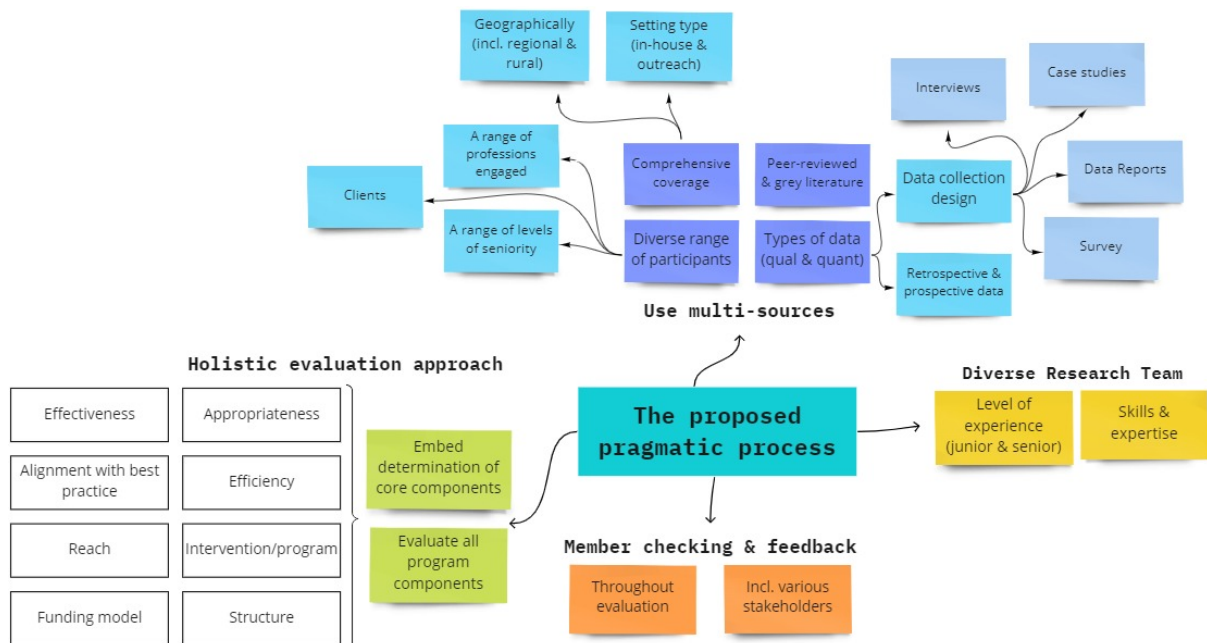 Geographically
(incl. regional &
rural)
Setting type
(in-house &
outreach)
Interviews
Case studies
A range of
professions
engaged
Comprehensive
coverage
Peer-reviewed
& grey literature
Data collection
design
Data Reports
Clients
A range of levels
of seniority
Diverse range
of participants
Types of data
(qual & quant)
Survey
Retrospective &
prospective data
Use multi-sources
Holistic evaluation approach
Effectiveness
Appropriateness
Alignment with best
practice
Efficiency
Reach
Intervention/program
Funding model
Structure
Embed
determination of
core components
Evaluate all
program
components
The proposed
pragmatic process
Diverse Research Team
Level of
experience
(junior & senior)
Skills &
expertise
Member checking & feedback
Throughout
evaluation
Incl. various
stakeholders